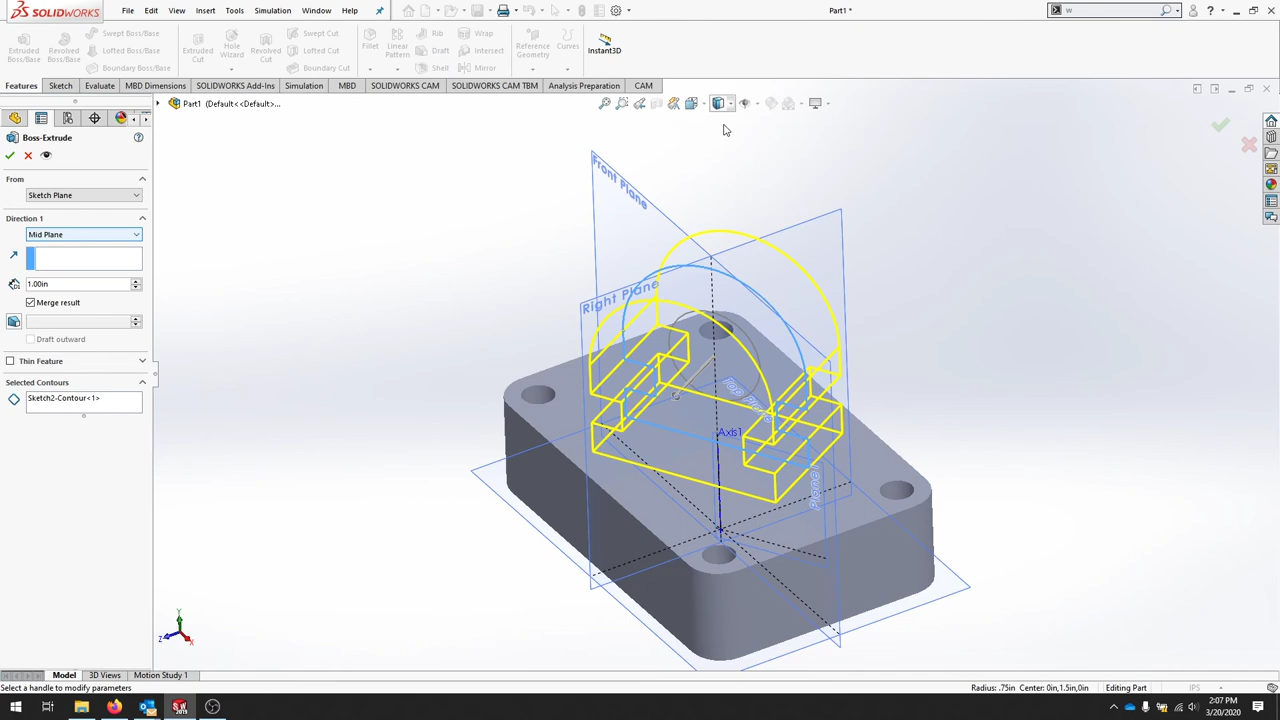 SOLIDWORKS
File Edit View Insert Tools Simulation Window Help
Part1 *
w
Extruded Boss/Base
Revolved Boss/Base
Swept Boss/Base
Lofted Boss/Base
Boundary Boss/Base
Extruded Cut
Hole Wizard
Revolved Cut
Swept Cut
Lofted Cut
Boundary Cut
Fillet
Linear Pattern
Rib
Draft
Shell
Wrap
Intersect
Mirror
Reference Geometry
Curves
Instant3D
Features Sketch Evaluate MBD Dimensions SOLIDWORKS Add-Ins Simulation MBD SOLIDWORKS CAM SOLIDWORKS CAM TBM Analysis Preparation CAM
Part1 (Default<<Default>...
Boss-Extrude
From
Sketch Plane
Direction 1
Mid Plane
1.00in
Merge result
Draft outward
Thin Feature
Selected Contours
Sketch2-Contour<1>
Front Plane
Right Plane
Top Plane
Axis1
Plane1
Y
Z
X
Model 3D Views Motion Study 1
Select a handle to modify parameters
Radius: .75in Center: 0in,1.5in,0in
Editing Part
IPS
2:07 PM
3/20/2020